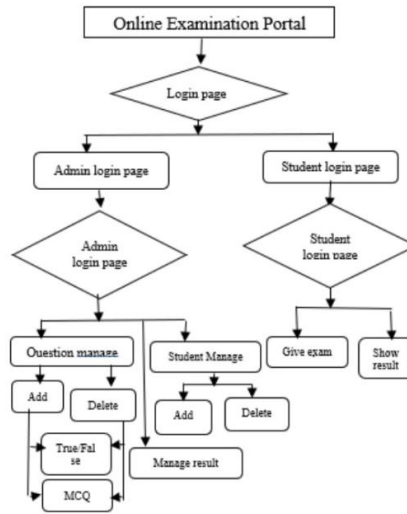 Online Examination Portal
Login page
Admin login page
Student login page
Admin
login page
Student
login page
Question manage
Student Manage
Give exam
Show
result
Add
Delete
Add
Delete
True/Fal
se
Manage result
MCQ